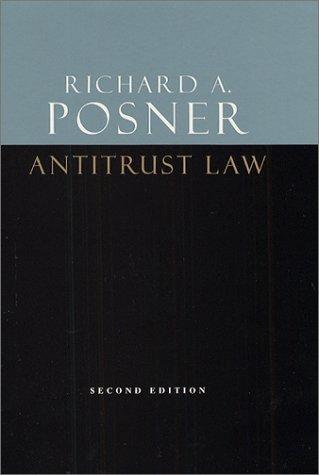 RICHARD A.
POSNER
ANTITRUST LAW
SECOND EDITION